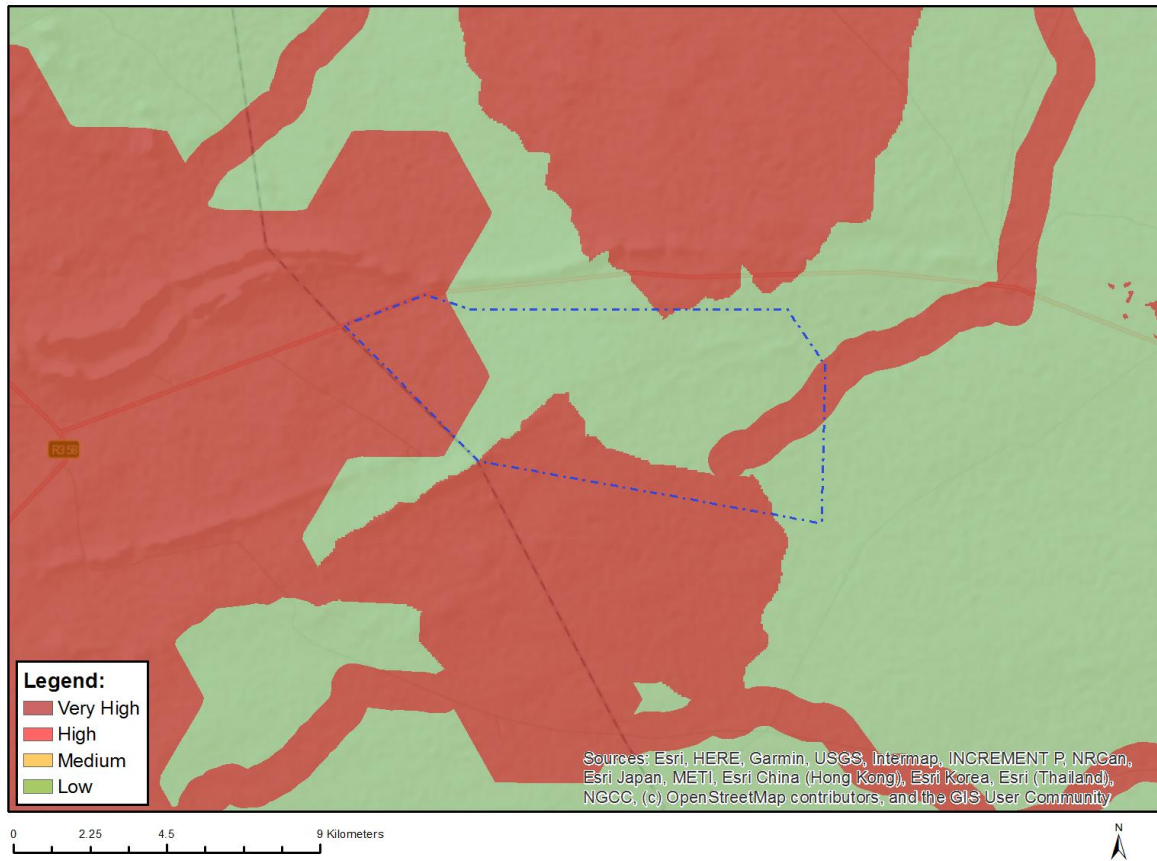 R358
Legend:
Very High
High
Medium
Low
Sources: Esri, HERE, Garmin, USGS, Intermap, INCREMENT P, NRCan,
Esri Japan, METI, Esri China (Hong Kong), Esri Korea, Esri (Thailand),
NGCC, (c) OpenStreetMap contributors, and the GIS User Community
0 2.25 4.5 9 Kilometers
N